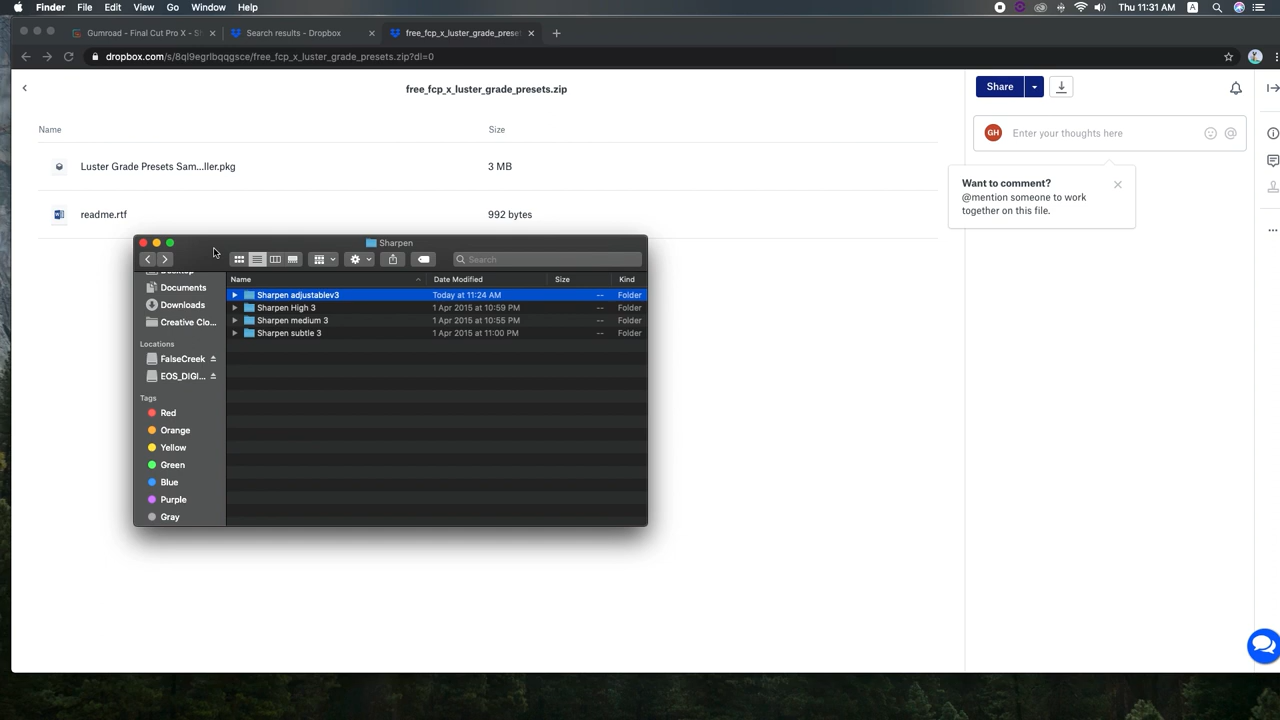 Finder File Edit View Go Window Help
Thu 11:31 AM A
Gumroad - Final Cut Pro X - S
Search results - Dropbox
free_fcp_x_luster_grade_prese
dropbox.com/s/8ql9egrlbqqgsce/free_fcp_x_luster_grade_presets.zip?dl=0
free_fcp_x_luster_grade_presets.zip
Share
Name Size
GH Enter your thoughts here
Luster Grade Presets Sam...ller.pkg 3 MB
Want to comment?
@mention someone to work
together on this file.
readme.rtf 992 bytes
Sharpen
Search
Desktop
Documents
Downloads
Creative Clo...
Locations
FalseCreek
EOS_DIGI...
Tags
Red
Orange
Yellow
Green
Blue
Purple
Gray
Name Date Modified Size Kind
Sharpen adjustablev3 Today at 11:24 AM -- Folder
Sharpen High 3 1 Apr 2015 at 10:59 PM -- Folder
Sharpen medium 3 1 Apr 2015 at 10:55 PM -- Folder
Sharpen subtle 3 1 Apr 2015 at 11:00 PM -- Folder